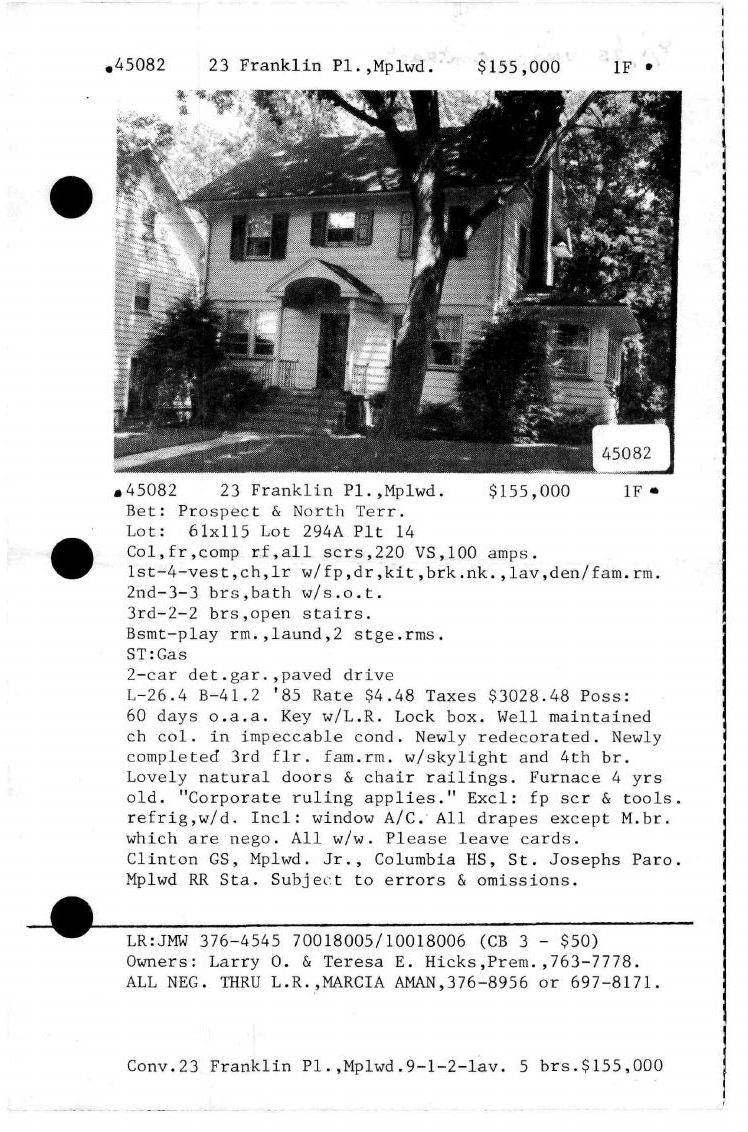 45082 23 Franklin Pl.,Mplwd. $155,000 1F
45082
45082 23 Franklin Pl.,Mplwd. $155,000 1F
Bet: Prospect & North Terr.
Lot: 61x115 Lot 294A Plt 14
Col,fr,comp rf,all scrs,220 VS,100 amps.
1st-4-vest,ch,lr w/fp,dr,kit,brk.nk.,lav,den/fam.rm.
2nd-3-3 brs,bath w/s.o.t.
3rd-2-2 brs,open stairs.
Bsmt-play rm.,laund,2 stge.rms.
ST:Gas
2-car det.gar.,paved drive
L-26.4 B-41.2 '85 Rate $4.48 Taxes $3028.48 Poss:
60 days o.a.a. Key w/L.R. Lock box. Well maintained
ch col. in impeccable cond. Newly redecorated. Newly
completed 3rd flr. fam.rm. w/skylight and 4th br.
Lovely natural doors & chair railings. Furnace 4 yrs
old. "Corporate ruling applies." Excl: fp scr & tools.
refrig,w/d. Incl: window A/C. All drapes except M.br.
which are nego. All w/w. Please leave cards.
Clinton GS, Mplwd. Jr., Columbia HS, St. Josephs Paro.
Mplwd RR Sta. Subject to errors & omissions.
LR:JMW 376-4545 70018005/10018006 (CB 3 - $50)
Owners: Larry O. & Teresa E. Hicks,Prem.,763-7778.
ALL NEG. THRU L.R.,MARCIA AMAN,376-8956 or 697-8171.
Conv.23 Franklin Pl.,Mplwd.9-1-2-lav. 5 brs.$155,000